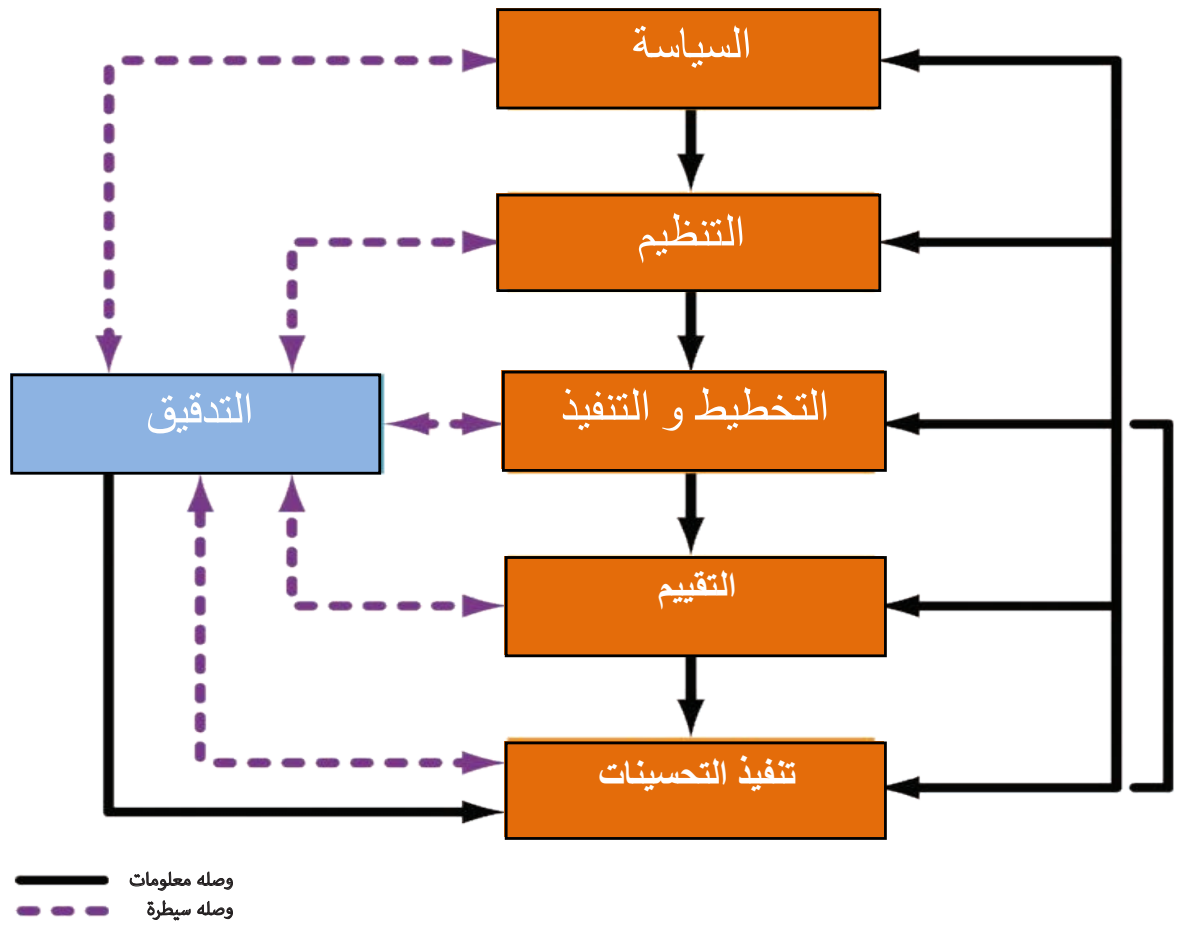 السياسة
التنظيم
التخطيط و التنفيذ
التدقيق
التقييم
تنفيذ التحسينات
وصله معلومات
وصله سيطرة